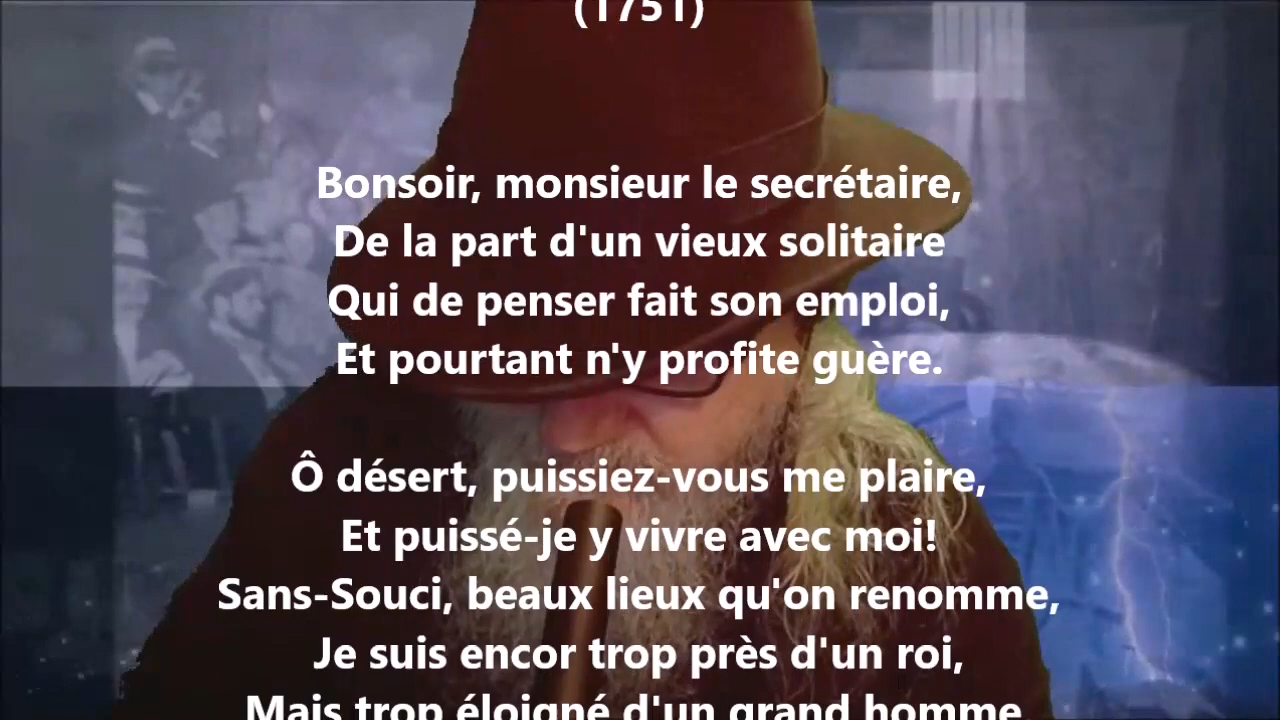 (1751)
Bonsoir, monsieur le secrétaire,
De la part d'un vieux solitaire
Qui de penser fait son emploi,
Et pourtant n'y profite guère.
Ô désert, puissiez-vous me plaire,
Et puissé-je y vivre avec moi!
Sans-Souci, beaux lieux qu'on renomme,
Je suis encor trop près d'un roi,
Mais trop éloigné d'un grand homme.